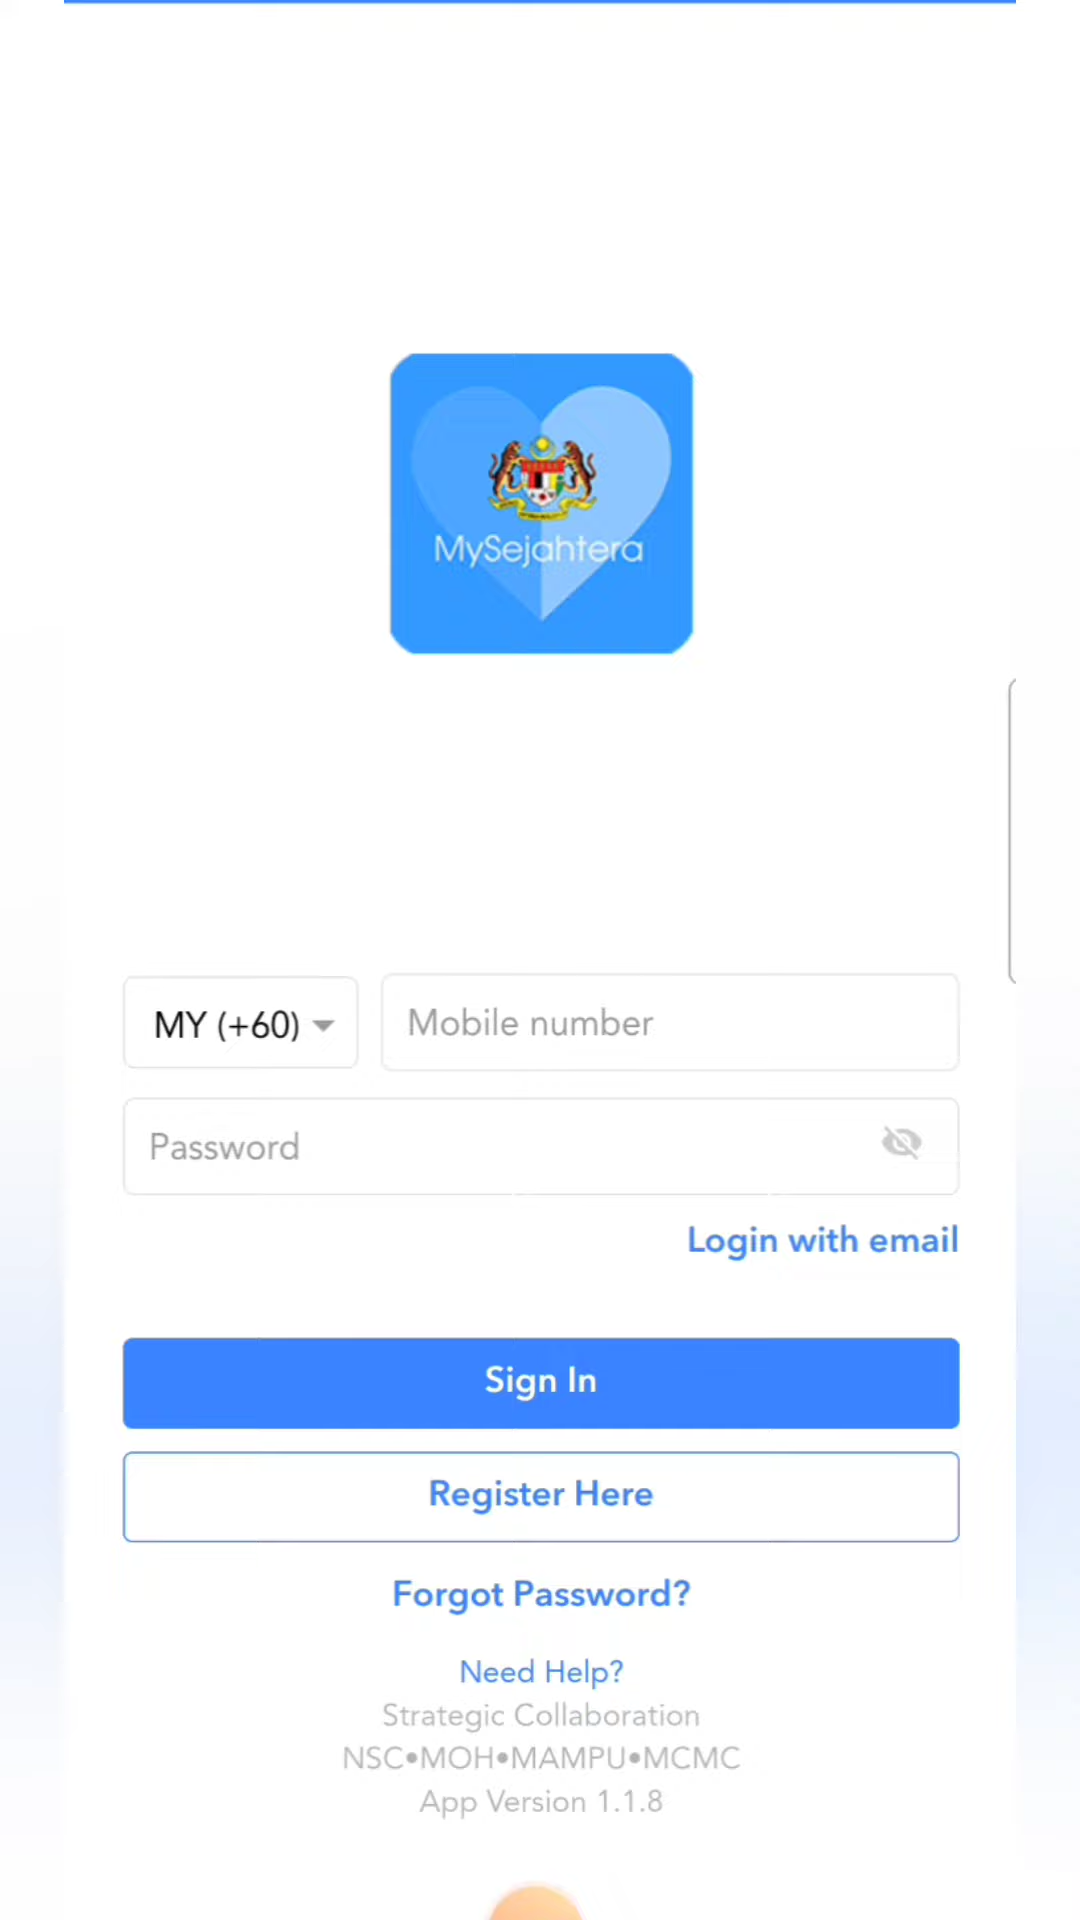 MySejahtera
MY (+60)
Mobile number
Password
Login with email
Sign In
Register Here
Forgot Password?
Need Help?
Strategic Collaboration
NSC•MOH•MAMPU•MCMC
App Version 1.1.8